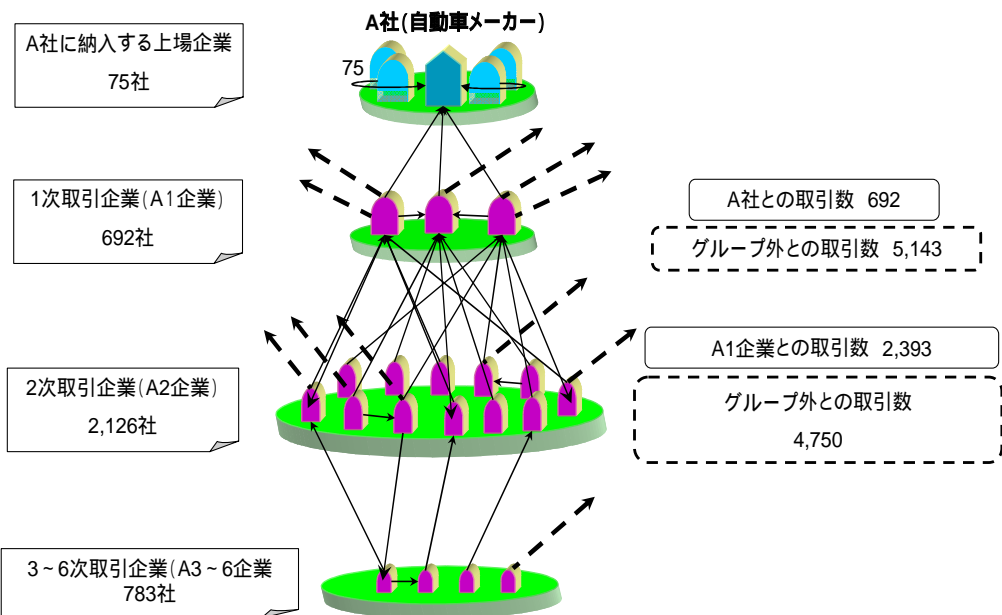 A社(自動車メーカー)
A社に納入する上場企業
75社
75
1次取引企業(A1企業)
692社
A社との取引数 692
グループ外との取引数 5,143
2次取引企業(A2企業)
2,126社
A1企業との取引数 2,393
グループ外との取引数
4,750
3~6次取引企業(A3~6企業
783社